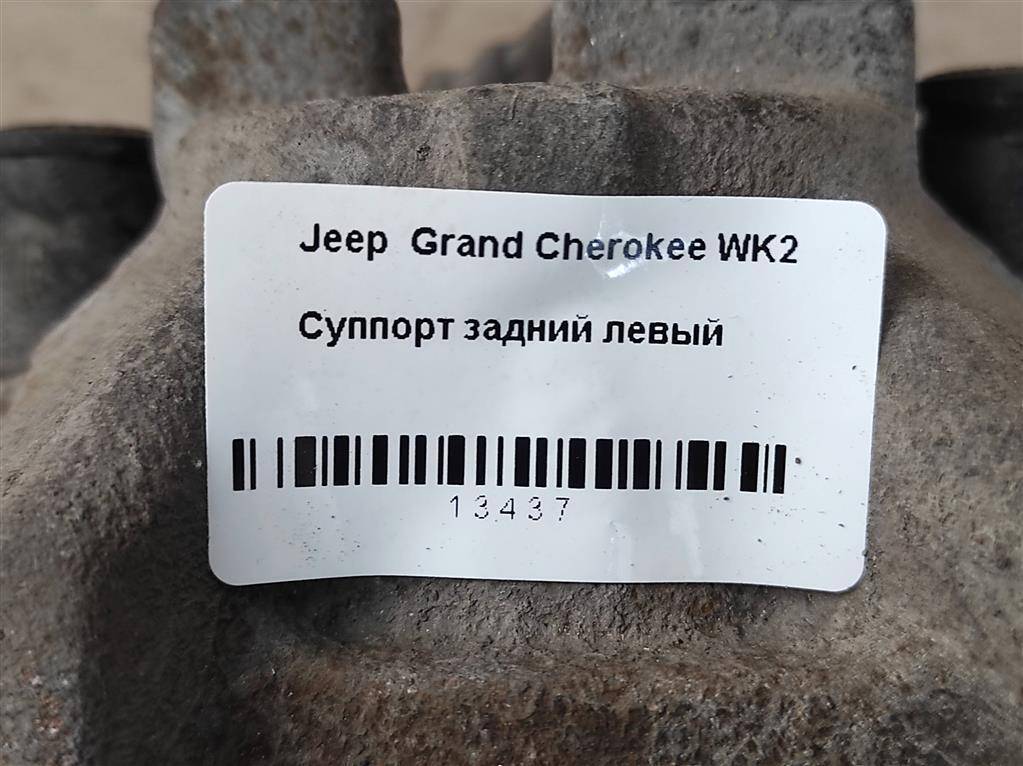 Jeep  Grand Cherokee WK2
Суппорт задний левый
13437